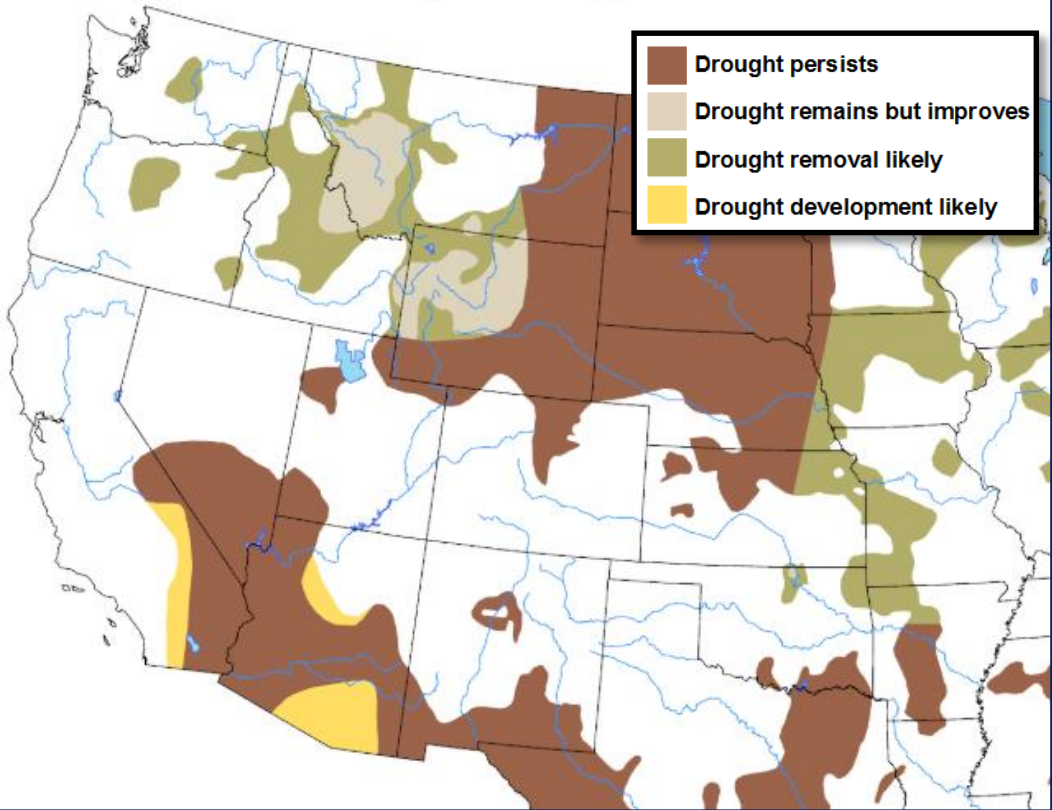 Drought persists
Drought remains but improves
Drought removal likely
Drought development likely